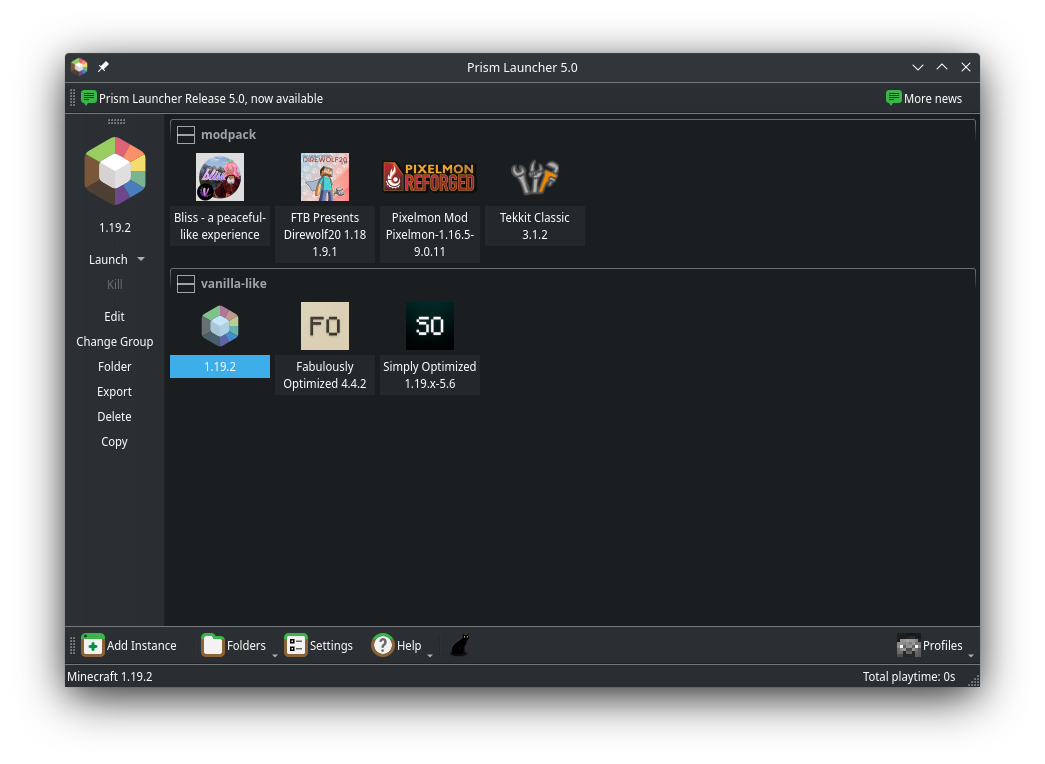 Prism Launcher 5.0
Prism Launcher Release 5.0, now available
More news
1.19.2
Launch
Kill
Edit
Change Group
Folder
Export
Delete
Copy
modpack
bliss
Bliss - a peaceful-
like experience
DIREWOLF20
FTB Presents
Direwolf20 1.18
1.9.1
PIXELMON
REFORGED
Pixelmon Mod
Pixelmon-1.16.5-
9.0.11
Tekkit Classic
3.1.2
vanilla-like
1.19.2
FO
Fabulously
Optimized 4.4.2
SO
Simply Optimized
1.19.x-5.6
Add Instance
Folders
Settings
Help
Profiles
Minecraft 1.19.2
Total playtime: 0s